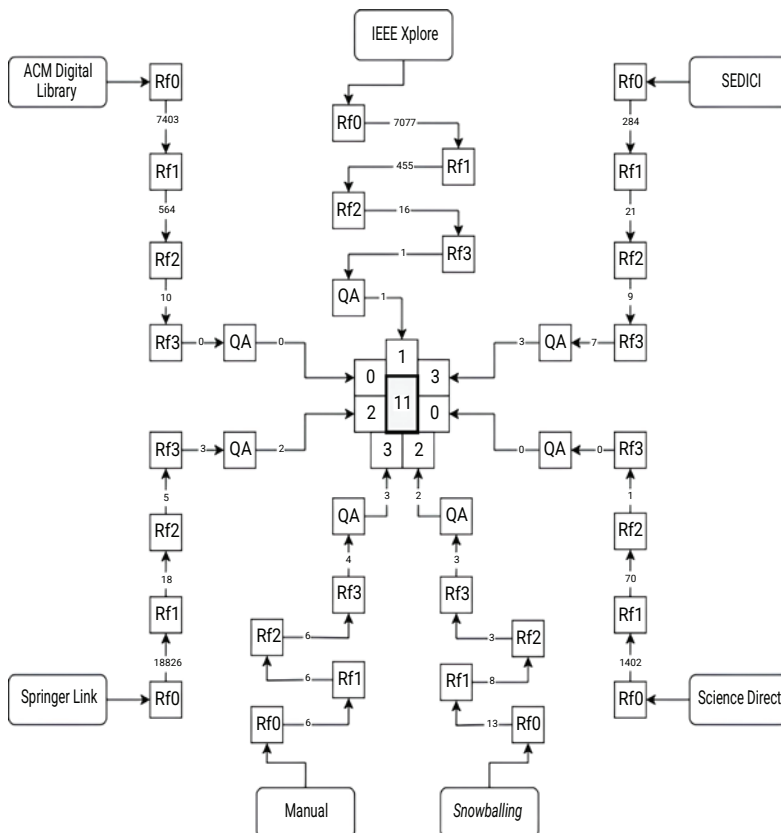 IEEE Xplore
ACM Digital
Library
Rf0
7403
Rf1
564
Rf2
10
Rf3
0
QA
0
Rf0
7077
Rf1
455
Rf2
16
Rf3
1
QA
1
SEDICI
Rf0
284
Rf1
21
Rf2
9
Rf3
7
QA
3
1
0
3
11
2
0
3
2
Springer Link
Rf0
18826
Rf1
18
Rf2
5
Rf3
3
QA
2
Manual
Rf0
6
Rf1
6
Rf2
6
Rf3
4
QA
3
Snowballing
Rf0
13
Rf1
8
Rf2
3
Rf3
3
QA
2
Science Direct
Rf0
1402
Rf1
70
Rf2
1
Rf3
0
QA
0